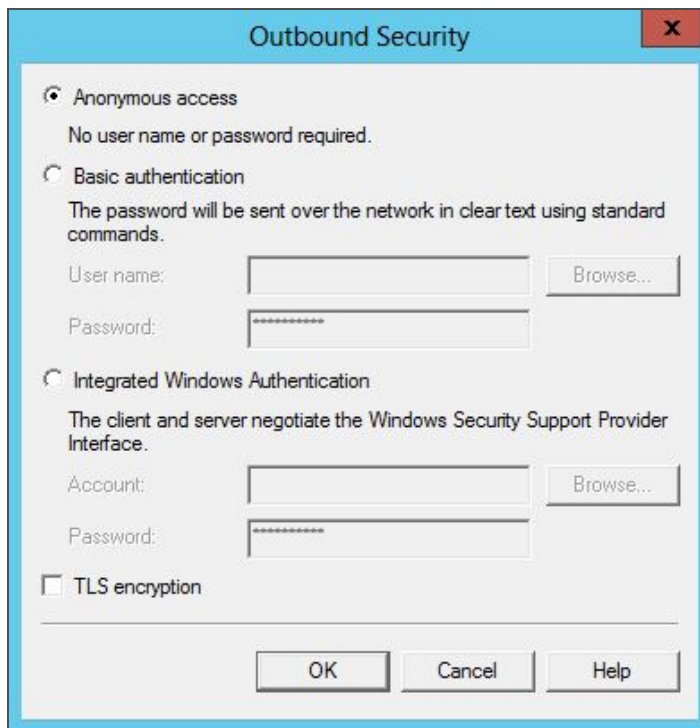 Outbound Security
x
Anonymous access
No user name or password required.
Basic authentication
The password will be sent over the network in clear text using standard
commands.
User name:
Browse...
Password:
**********
Integrated Windows Authentication
The client and server negotiate the Windows Security Support Provider
Interface.
Account:
Browse...
Password:
**********
TLS encryption
OK
Cancel
Help